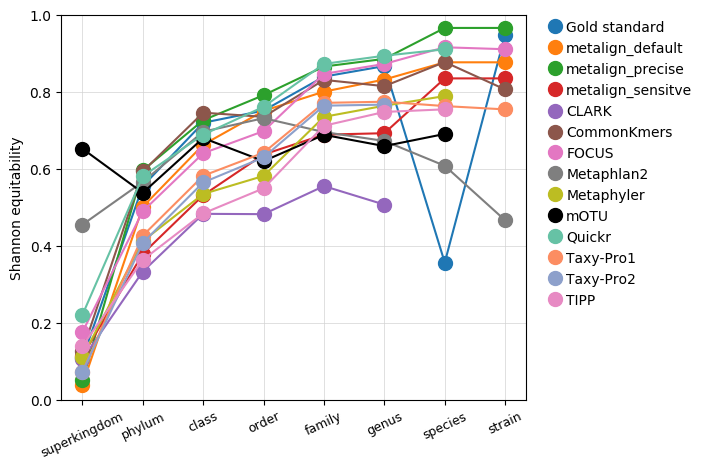 1.0
0.8
0.6
0.4
0.2
0.0
Shannon equitability
superkingdom
phylum
class
order
family
genus
species
strain
Gold standard
metalign_default
metalign_precise
metalign_sensitve
CLARK
CommonKmers
FOCUS
Metaphlan2
Metaphyler
mOTU
Quickr
Taxy-Pro1
Taxy-Pro2
TIPP